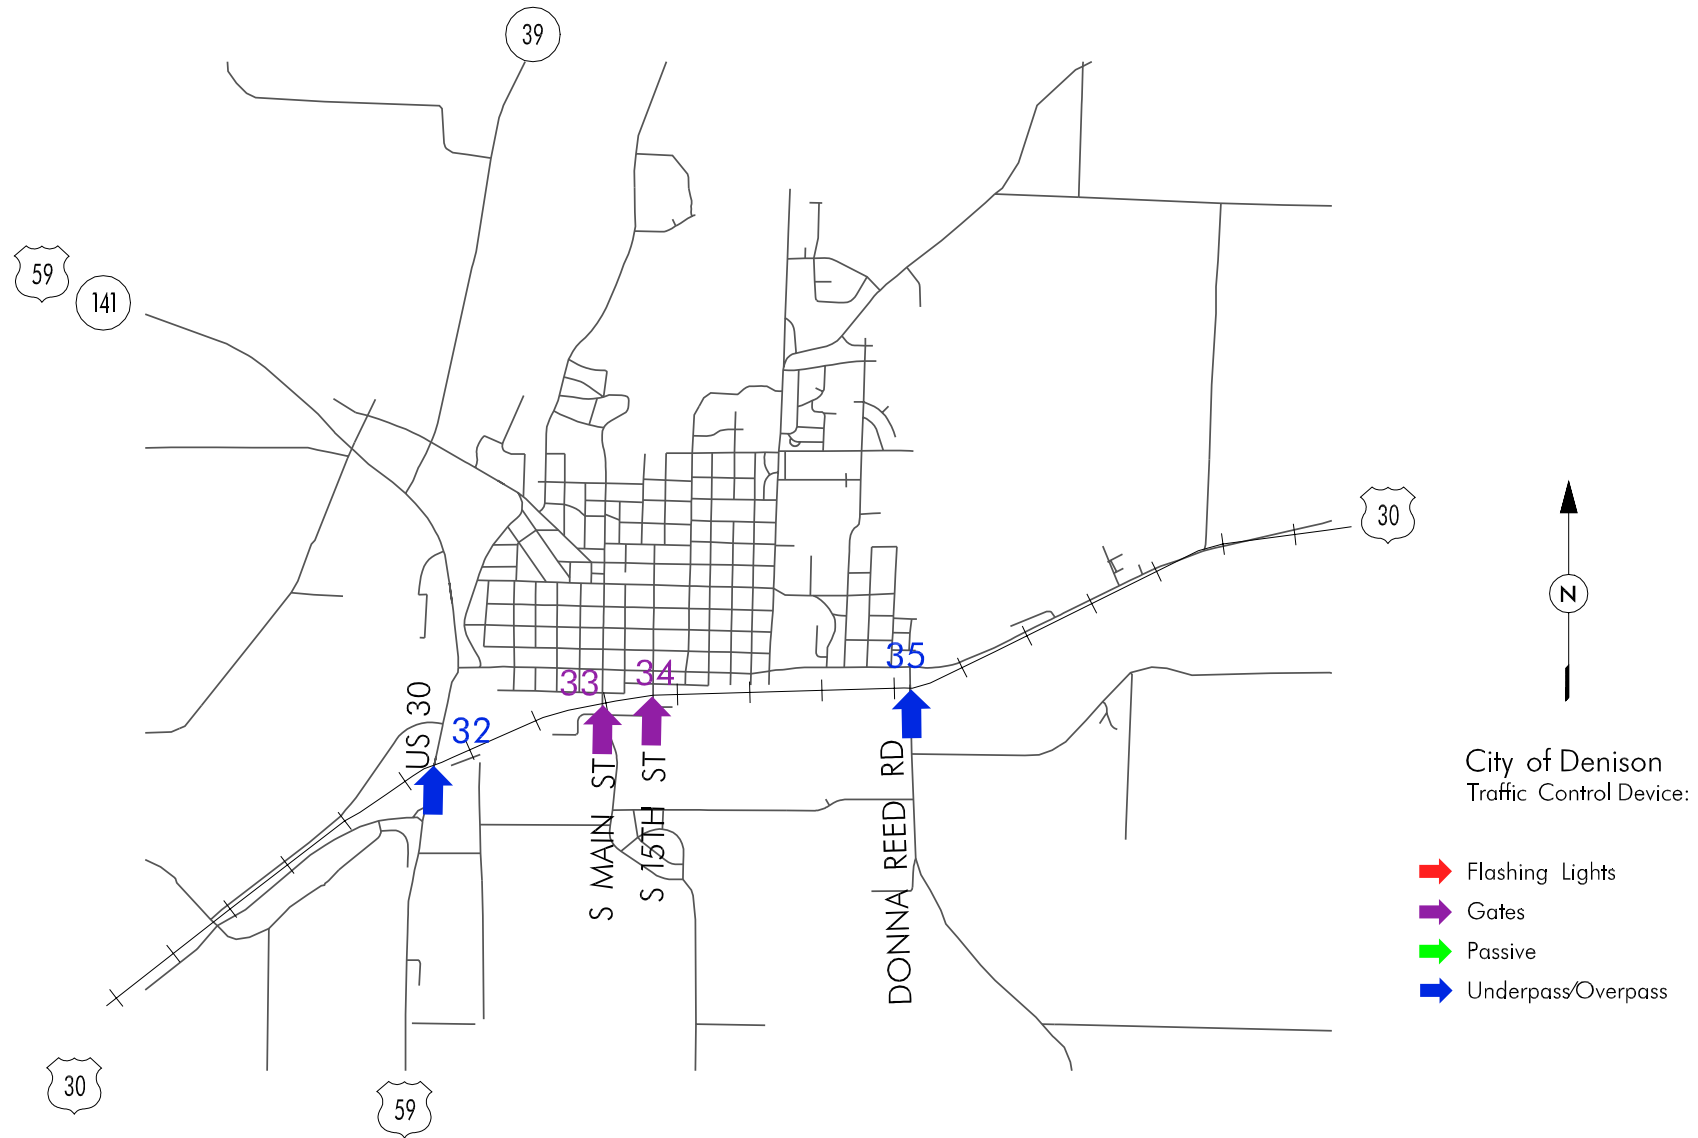 39
59
141
30
N
35
34
33
32
US 30
S MAIN ST
S 15TH ST
DONNA REED RD
City of Denison
Traffic Control Device:
Flashing Lights
Gates
Passive
Underpass/Overpass
30
59